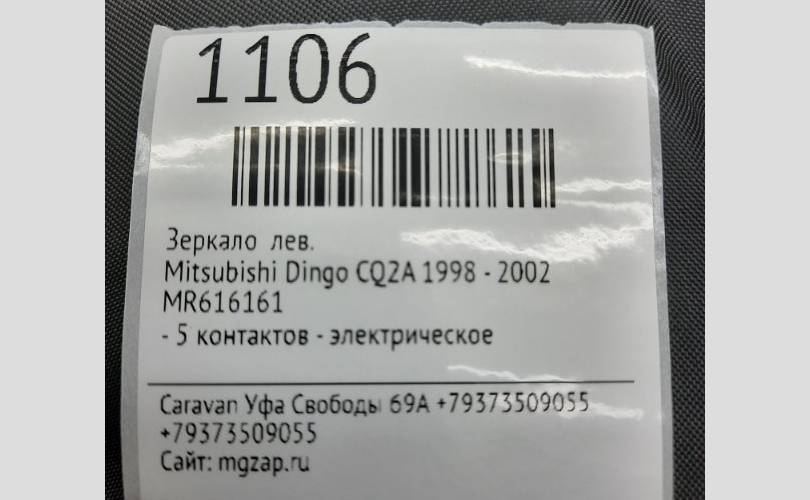 1106
Зеркало лев.
Mitsubishi Dingo CQ2A 1998 - 2002
MR616161
- 5 контактов - электрическое
Caravan Уфа Свободы 69А +79373509055
+79373509055
Сайт: mgzap.ru